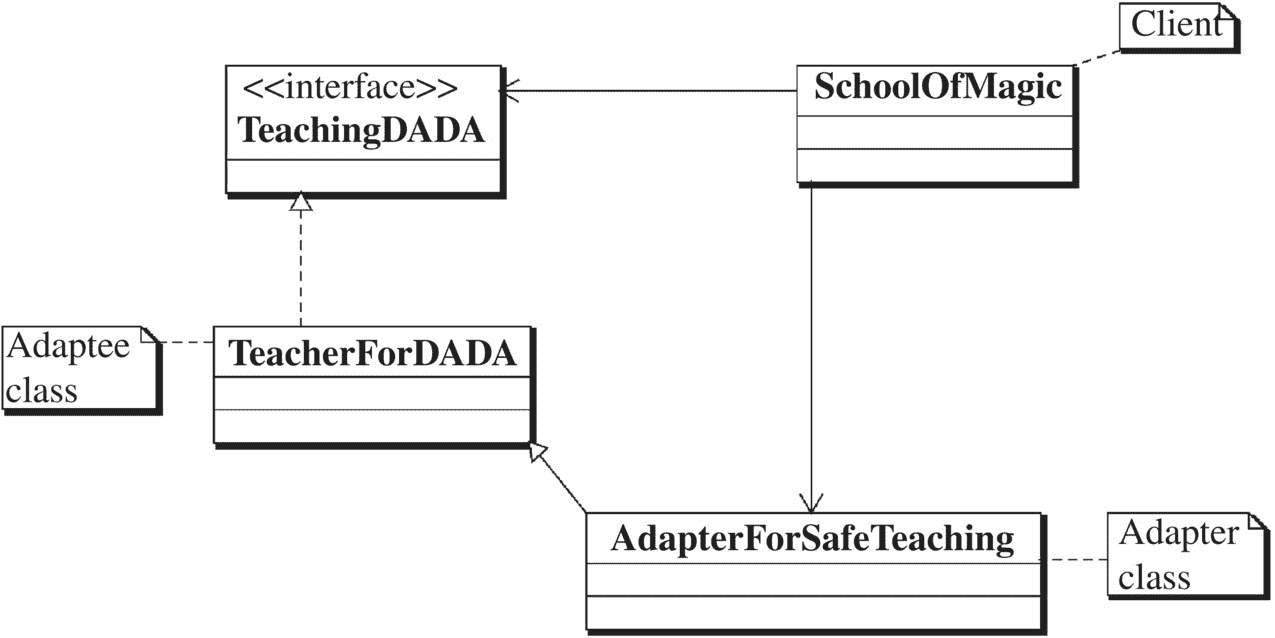 Client
<<interface>>
TeachingDADA
SchoolOfMagic
Adaptee
class
TeacherForDADA
AdapterForSafeTeaching
Adapter
class